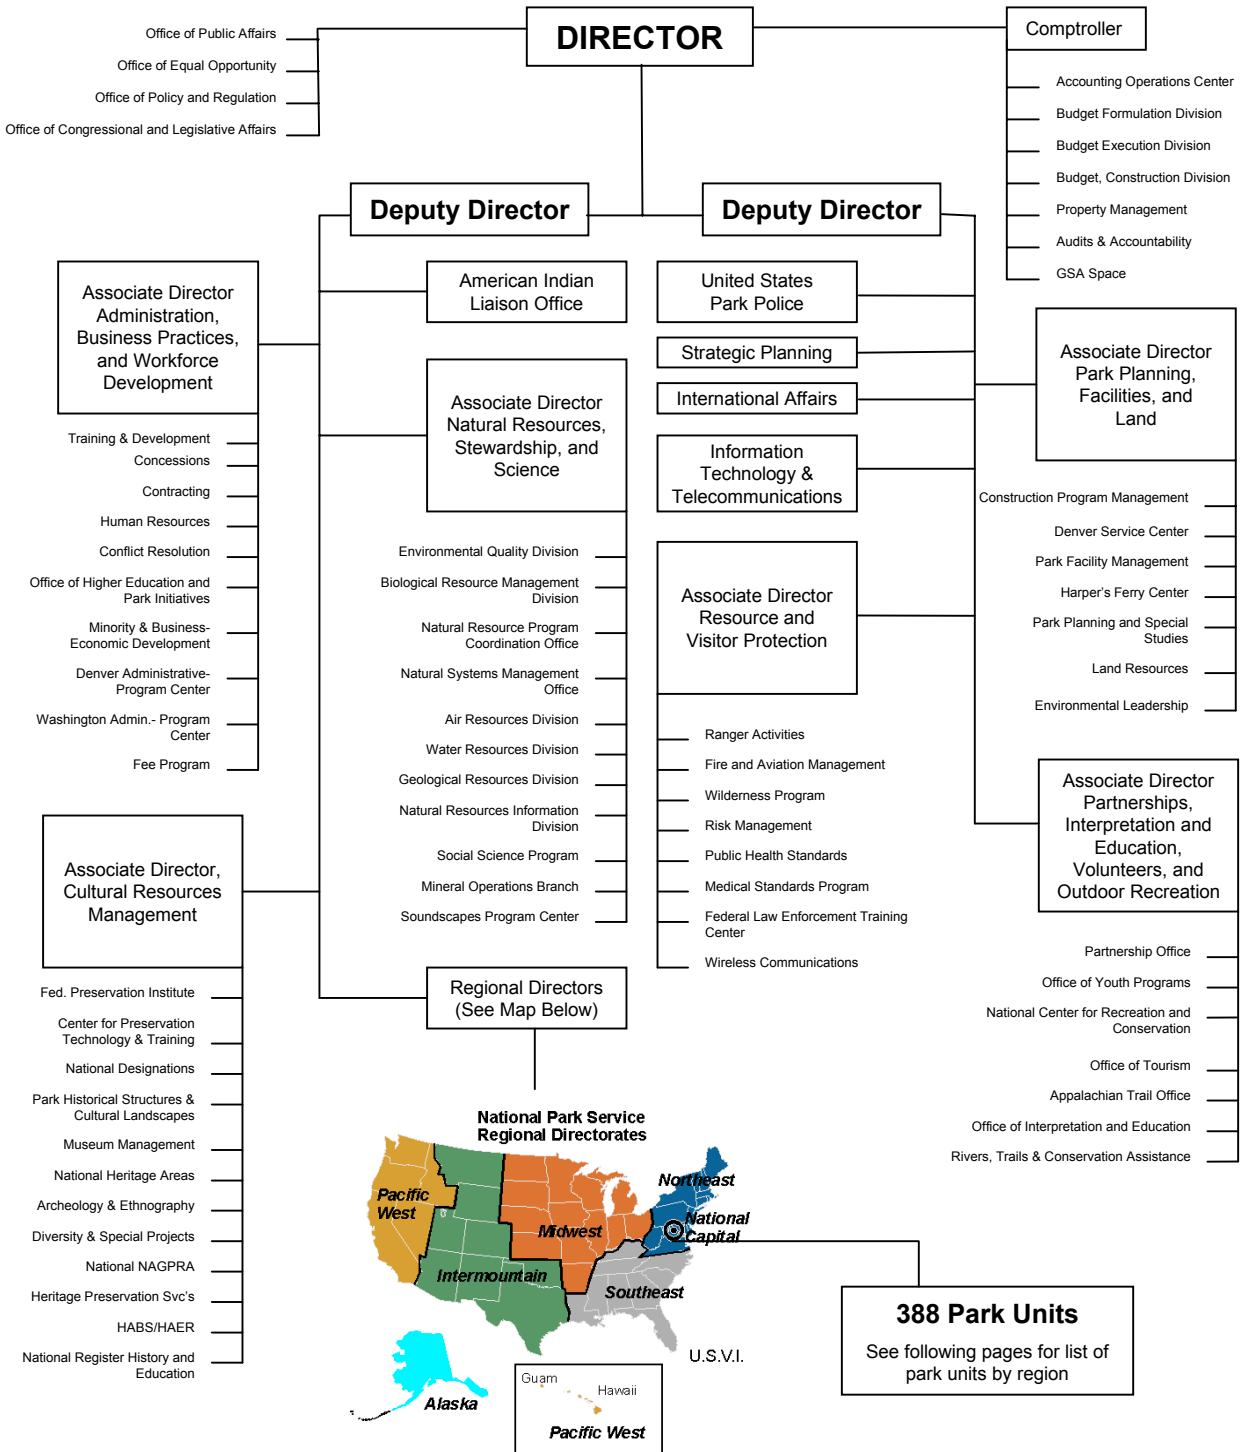 DIRECTOR
Office of Public Affairs
Office of Equal Opportunity
Office of Policy and Regulation
Office of Congressional and Legislative Affairs
Comptroller
Accounting Operations Center
Budget Formulation Division
Budget Execution Division
Budget, Construction Division
Property Management
Audits & Accountability
GSA Space
Deputy Director
Deputy Director
Associate Director
Administration,
Business Practices,
and Workforce
Development
Training & Development
Concessions
Contracting
Human Resources
Conflict Resolution
Office of Higher Education and
Park Initiatives
Minority & Business-
Economic Development
Denver Administrative-
Program Center
Washington Admin.- Program
Center
Fee Program
American Indian
Liaison Office
Associate Director
Natural Resources,
Stewardship, and
Science
Environmental Quality Division
Biological Resource Management
Division
Natural Resource Program
Coordination Office
Natural Systems Management
Office
Air Resources Division
Water Resources Division
Geological Resources Division
Natural Resources Information
Division
Social Science Program
Mineral Operations Branch
Soundscapes Program Center
United States
Park Police
Strategic Planning
International Affairs
Information
Technology &
Telecommunications
Associate Director
Resource and
Visitor Protection
Ranger Activities
Fire and Aviation Management
Wilderness Program
Risk Management
Public Health Standards
Medical Standards Program
Federal Law Enforcement Training
Center
Wireless Communications
Associate Director
Park Planning,
Facilities, and
Land
Construction Program Management
Denver Service Center
Park Facility Management
Harper's Ferry Center
Park Planning and Special
Studies
Land Resources
Environmental Leadership
Associate Director
Partnerships,
Interpretation and
Education,
Volunteers, and
Outdoor Recreation
Partnership Office
Office of Youth Programs
National Center for Recreation and
Conservation
Office of Tourism
Appalachian Trail Office
Office of Interpretation and Education
Rivers, Trails & Conservation Assistance
Associate Director,
Cultural Resources
Management
Fed. Preservation Institute
Center for Preservation
Technology & Training
National Designations
Park Historical Structures &
Cultural Landscapes
Museum Management
National Heritage Areas
Archeology & Ethnography
Diversity & Special Projects
National NAGPRA
Heritage Preservation Svc's
HABS/HAER
National Register History and
Education
Regional Directors
(See Map Below)
National Park Service
Regional Directorates
Pacific
West
Midwest
Northeast
National
Capital
Intermountain
Southeast
U.S.V.I.
Alaska
Guam
Hawaii
Pacific West
388 Park Units
See following pages for list of
park units by region